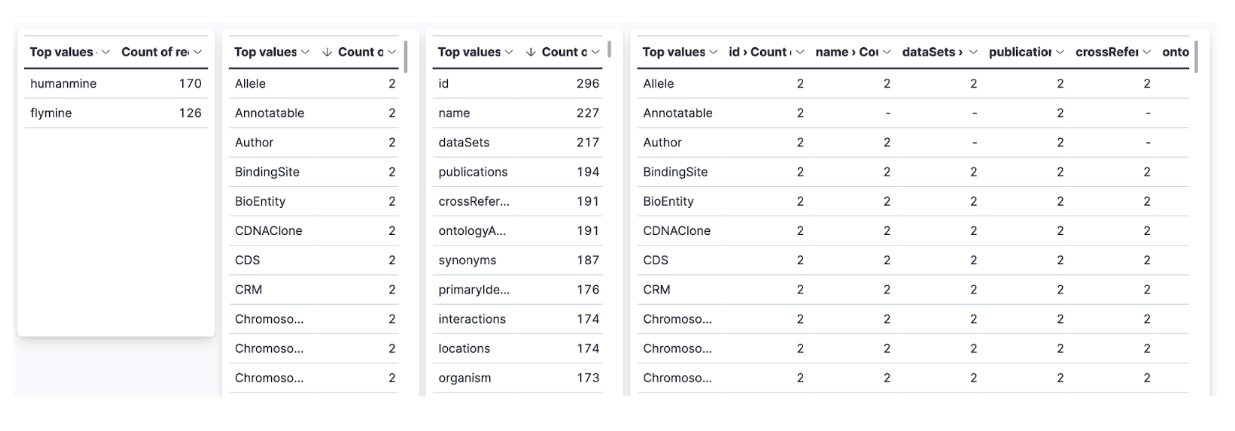 Top values Count of re
humanmine 170
flymine 126
Top values Count o
Allele 2
Annotatable 2
Author 2
BindingSite 2
BioEntity 2
CDNAClone 2
CDS 2
CRM 2
Chromoso... 2
Chromoso... 2
Chromoso... 2
Top values Count o
id 296
name 227
dataSets 217
publications 194
crossRefer... 191
ontologyA... 191
synonyms 187
primaryIde... 176
interactions 174
locations 174
organism 173
Top values id › Count name › Cou dataSets › publication crossRefer onto
Allele 2 2 2 2 2
Annotatable 2 - - 2 -
Author 2 2 - 2 -
BindingSite 2 2 2 2 2
BioEntity 2 2 2 2 2
CDNAClone 2 2 2 2 2
CDS 2 2 2 2 2
CRM 2 2 2 2 2
Chromoso... 2 2 2 2 2
Chromoso... 2 2 2 2 2
Chromoso... 2 2 2 2 2